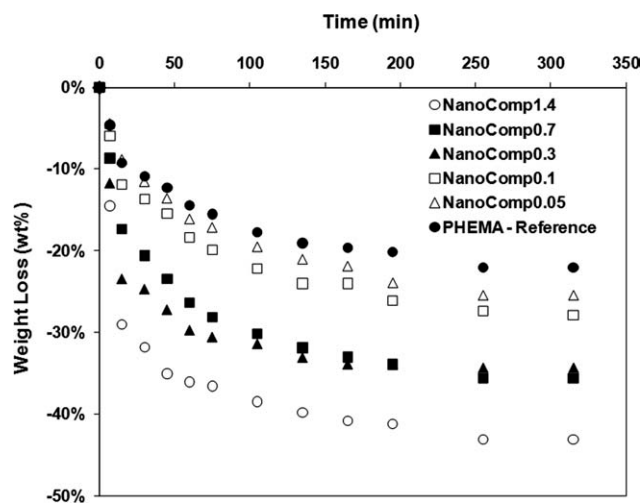 Time (min)
0 50 100 150 200 250 300 350
0%
-10%
-20%
-30%
-40%
-50%
Weight Loss (wt%)
NanoComp1.4
NanoComp0.7
NanoComp0.3
NanoComp0.1
NanoComp0.05
PHEMA - Reference